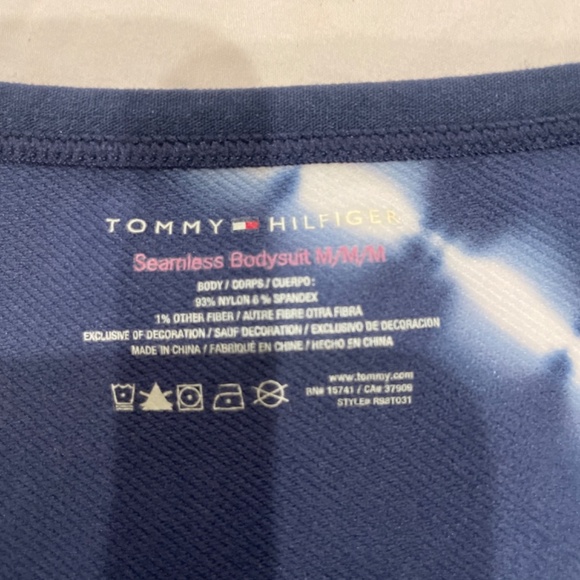 TOMMY HILFIGER
Seamless Bodysuit M/M/M
BODY / CORPS / CUERPO:
93% NYLON 6 % SPANDEX
1% OTHER FIBER / AUTRE FIBRE OTRA FIBRA
EXCLUSIVE OF DECORATION / SAUF DECORATION / EXCLUSIVO DE DECORACION
MADE IN CHINA / FABRIQUÉ EN CHINE / HECHO EN CHINA
www.tommy.com
RN# 15741 / CA# 37909
STYLE# R98T031